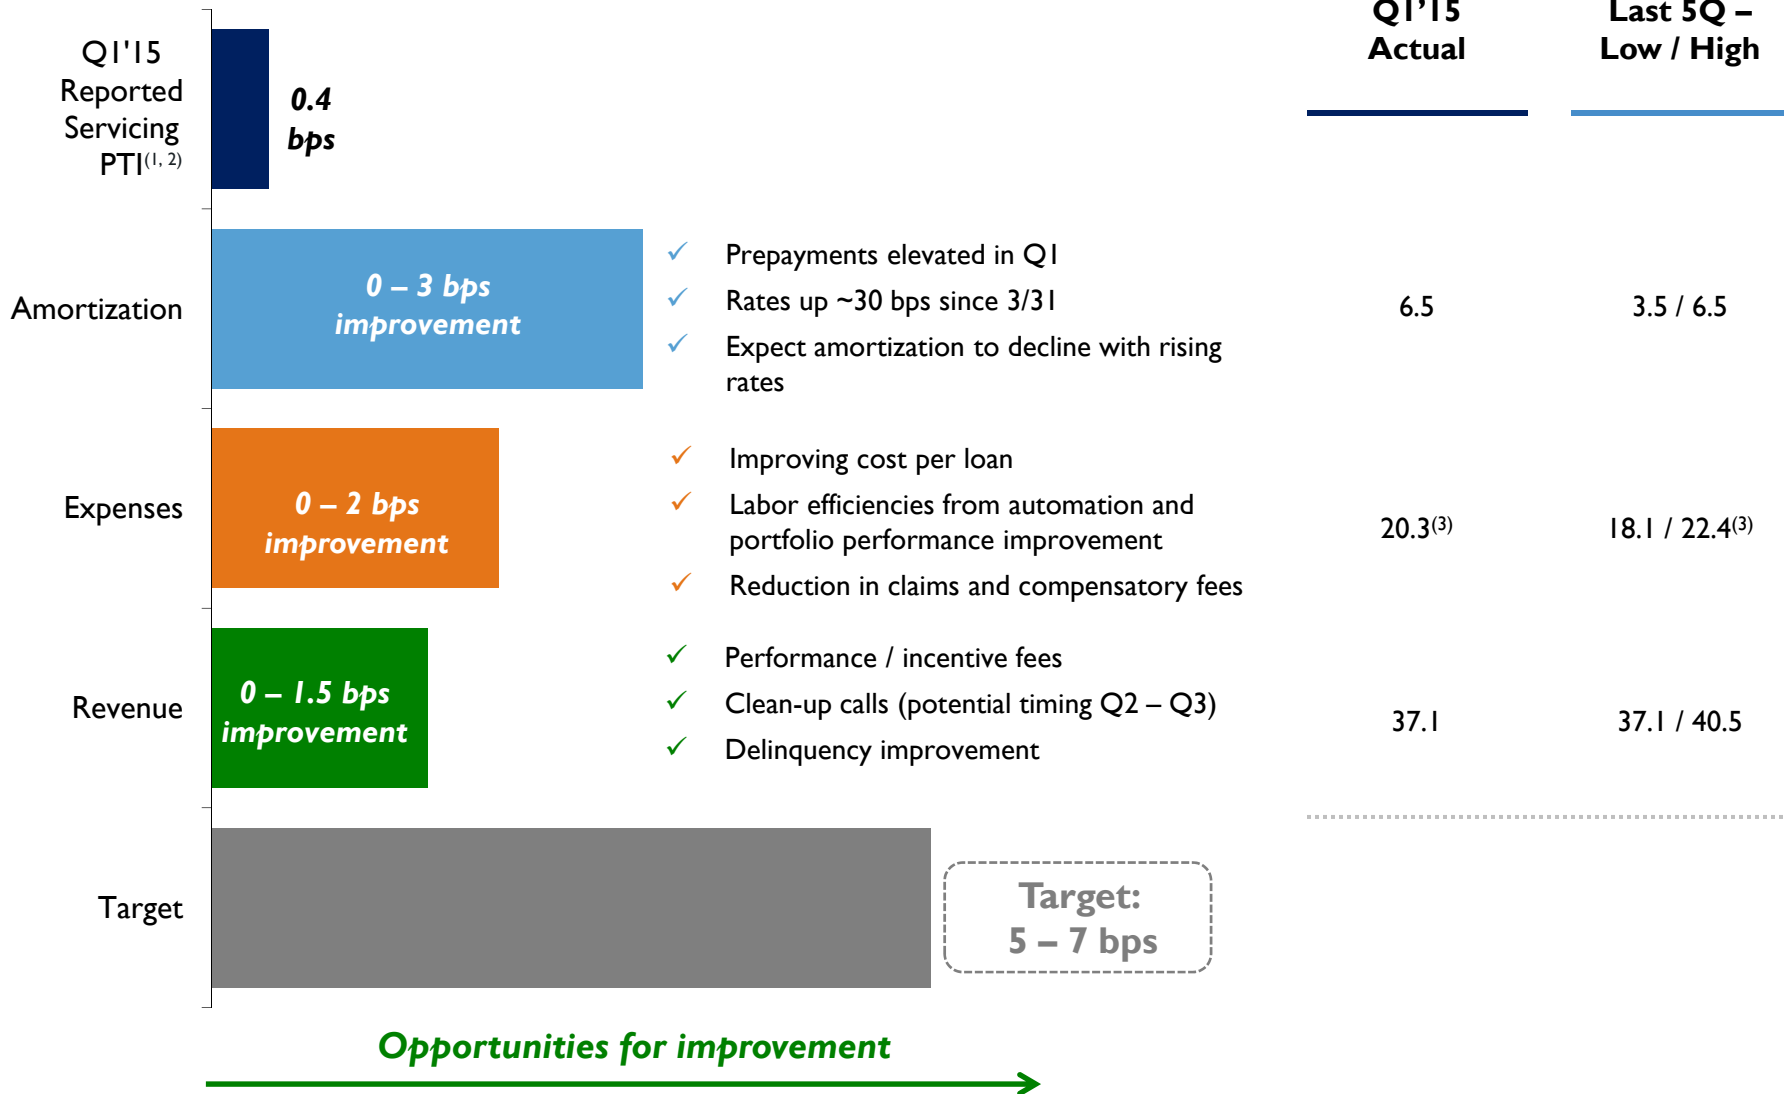 Q1’15
Actual
Last 5Q –
Low / High
Q1'15
Reported
Servicing
PTI(1, 2)
0.4
bps
Amortization
0 – 3 bps
improvement
✓ Prepayments elevated in Q1
✓ Rates up ~30 bps since 3/31
✓ Expect amortization to decline with rising
rates
6.5
3.5 / 6.5
Expenses
0 – 2 bps
improvement
✓ Improving cost per loan
✓ Labor efficiencies from automation and
portfolio performance improvement
✓ Reduction in claims and compensatory fees
20.3(3)
18.1 / 22.4(3)
Revenue
0 – 1.5 bps
improvement
✓ Performance / incentive fees
✓ Clean-up calls (potential timing Q2 – Q3)
✓ Delinquency improvement
37.1
37.1 / 40.5
Target
Target:
5 – 7 bps
Opportunities for improvement